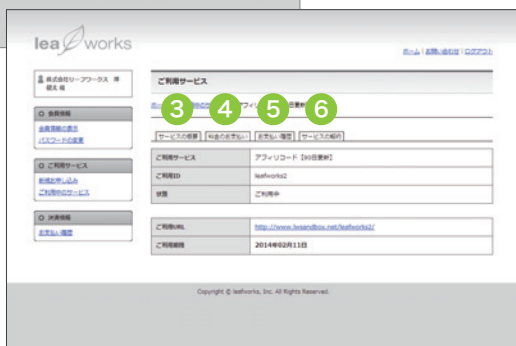 leaf works
ホーム | お問い合わせ | ログアウト
株式会社リーフワークス 様
ご利用サービス
3 4 5 6
会員情報
会員情報の表示
パスワードの変更
サービスの概要 料金のお支払い お支払い履歴 サービスの解約
ご利用サービス
新規お申し込み
ご利用中のサービス
ご利用サービス アフィリコード【90日更新】
ご利用ID leafworks2
状態 ご利用中
決済情報
お支払い履歴
ご利用URL http://www.lwsandbox.net/leafworks2/
ご利用期限 2014年02月11日
Copyright © leafworks, Inc. All Rights Reserved.